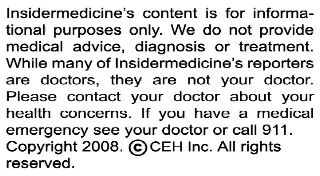 Insidermedicine's content is for informa-
tional purposes only. We do not provide
medical advice, diagnosis or treatment.
While many of Insidermedicine's reporters
are doctors, they are not your doctor.
Please contact your doctor about your
health concerns. If you have a medical
emergency see your doctor or call 911.
Copyright 2008. ©CEH Inc. All rights
reserved.